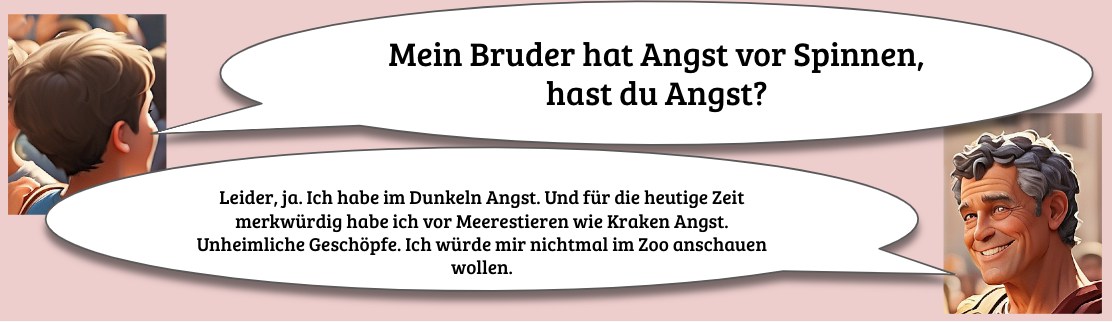 Mein Bruder hat Angst vor Spinnen,
hast du Angst?
Leider, ja. Ich habe im Dunkeln Angst. Und für die heutige Zeit
merkwürdig habe ich vor Meerestieren wie Kraken Angst.
Unheimliche Geschöpfe. Ich würde mir nichtmal im Zoo anschauen
wollen.